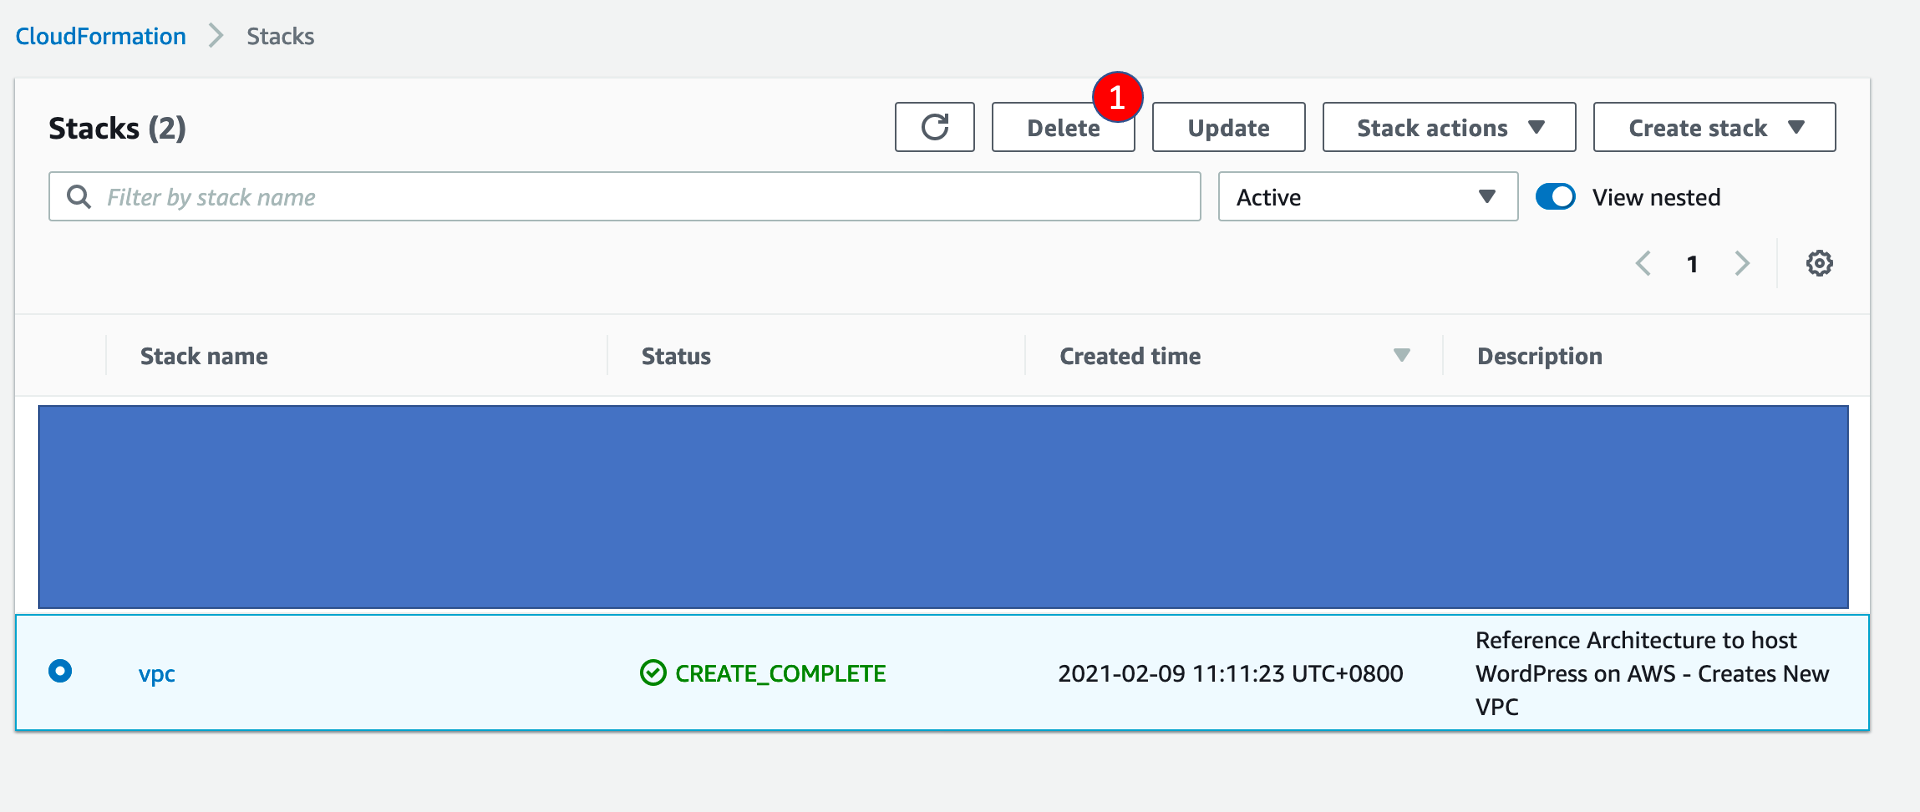 CloudFormation > Stacks
1
Stacks (2)
Delete
Update
Stack actions
Create stack
Filter by stack name
Active
View nested
1
Stack name
Status
Created time
Description
vpc
CREATE_COMPLETE
2021-02-09 11:11:23 UTC+0800
Reference Architecture to host
WordPress on AWS - Creates New
VPC